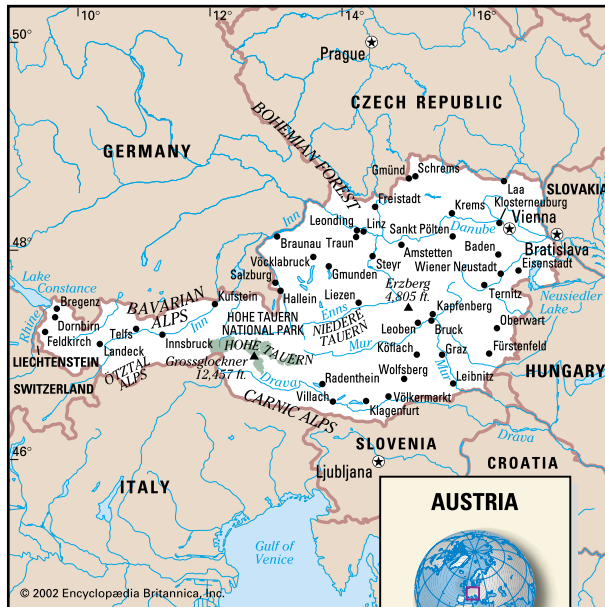 10°
12°
14°
16°
50°
Prague
CZECH REPUBLIC
GERMANY
BOHEMIAN FOREST
Gmünd
Schrems
Laa
SLOVAKIA
Klosterneuburg
Freistadt
Krems
Vienna
Inn
Leonding
Linz
Sankt Pölten
Danube
48°
Braunau
Traun
Amstetten
Baden
Bratislava
Vöcklabruck
Steyr
Wiener Neustadt
Eisenstadt
Lake
Constance
Salzburg
Gmunden
Erzberg
4,805 ft.
Ternitz
Neusiedler
Lake
Bregenz
BAVARIAN
ALPS
Kufstein
Hallein
Liezen
Enns
Kapfenberg
Rhine
Dornbirn
Telfs
Inn
HOHE TAUERN
NATIONAL PARK
NIEDERE
TAUERN
Leoben
Bruck
Oberwart
Feldkirch
Landeck
Innsbruck
HOHE TAUERN
Mur
Köflach
Graz
Fürstenfeld
LIECHTENSTEIN
ÖTZTAL
ALPS
Grossglockner
12,457 ft.
Wolfsberg
Mur
Leibnitz
HUNGARY
SWITZERLAND
Drava
Radenthein
Villach
Völkermarkt
Klagenfurt
CARNIC ALPS
Drava
46°
SLOVENIA
Ljubljana
CROATIA
ITALY
AUSTRIA
Gulf of
Venice
© 2002 Encyclopædia Britannica, Inc.